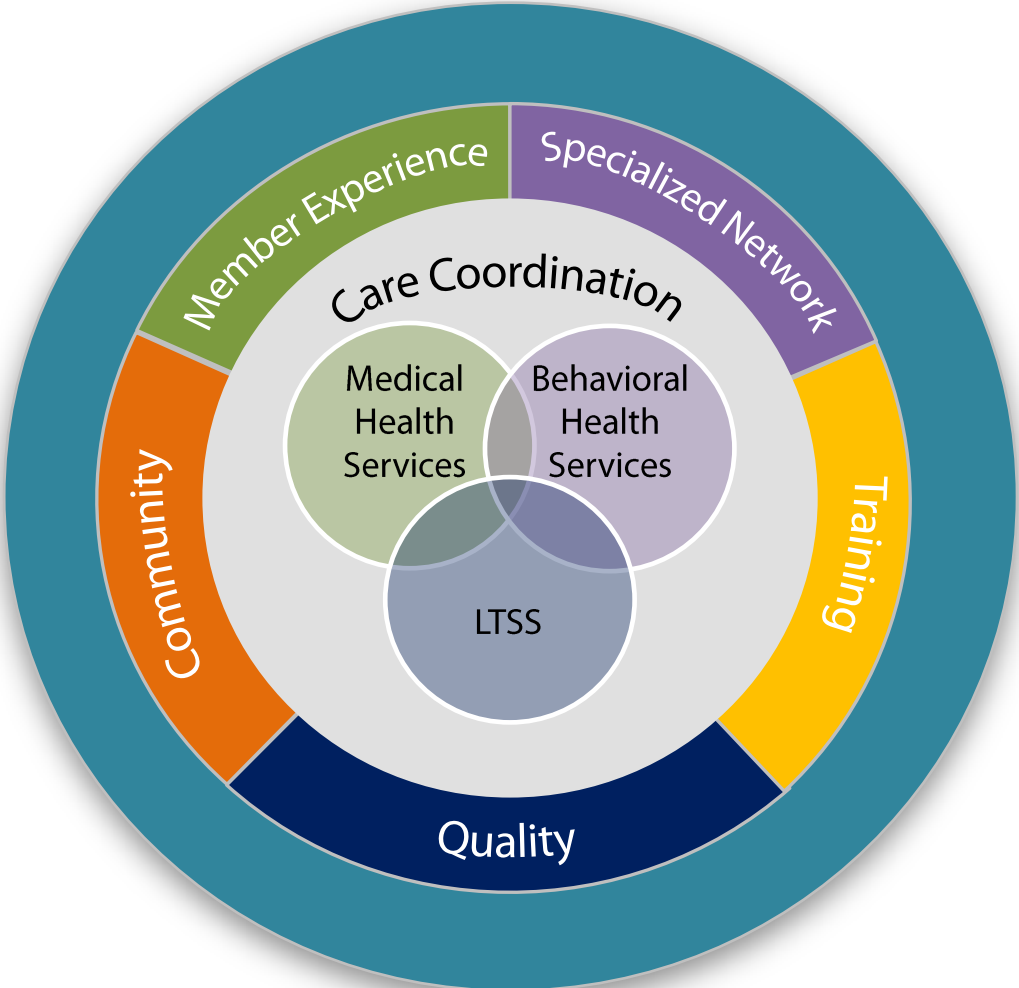 Member Experience
Specialized Network
Care Coordination
Medical
Health
Services
Behavioral
Health
Services
LTSS
Community
Training
Quality